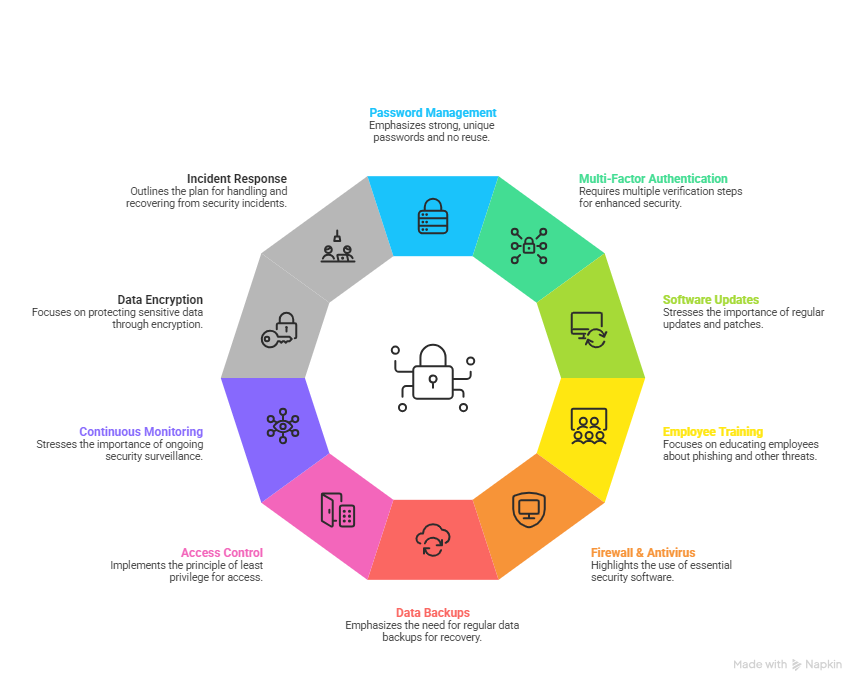 Password Management
Emphasizes strong, unique
passwords and no reuse.
Incident Response
Outlines the plan for handling and
recovering from security incidents.
Multi-Factor Authentication
Requires multiple verification steps
for enhanced security.
Data Encryption
Focuses on protecting sensitive data
through encryption.
Software Updates
Stresses the importance of regular
updates and patches.
Continuous Monitoring
Stresses the importance of ongoing
security surveillance.
Employee Training
Focuses on educating employees
about phishing and other threats.
Access Control
Implements the principle of least
privilege for access.
Firewall & Antivirus
Highlights the use of essential
security software.
Data Backups
Emphasizes the need for regular data
backups for recovery.
Made with Napkin